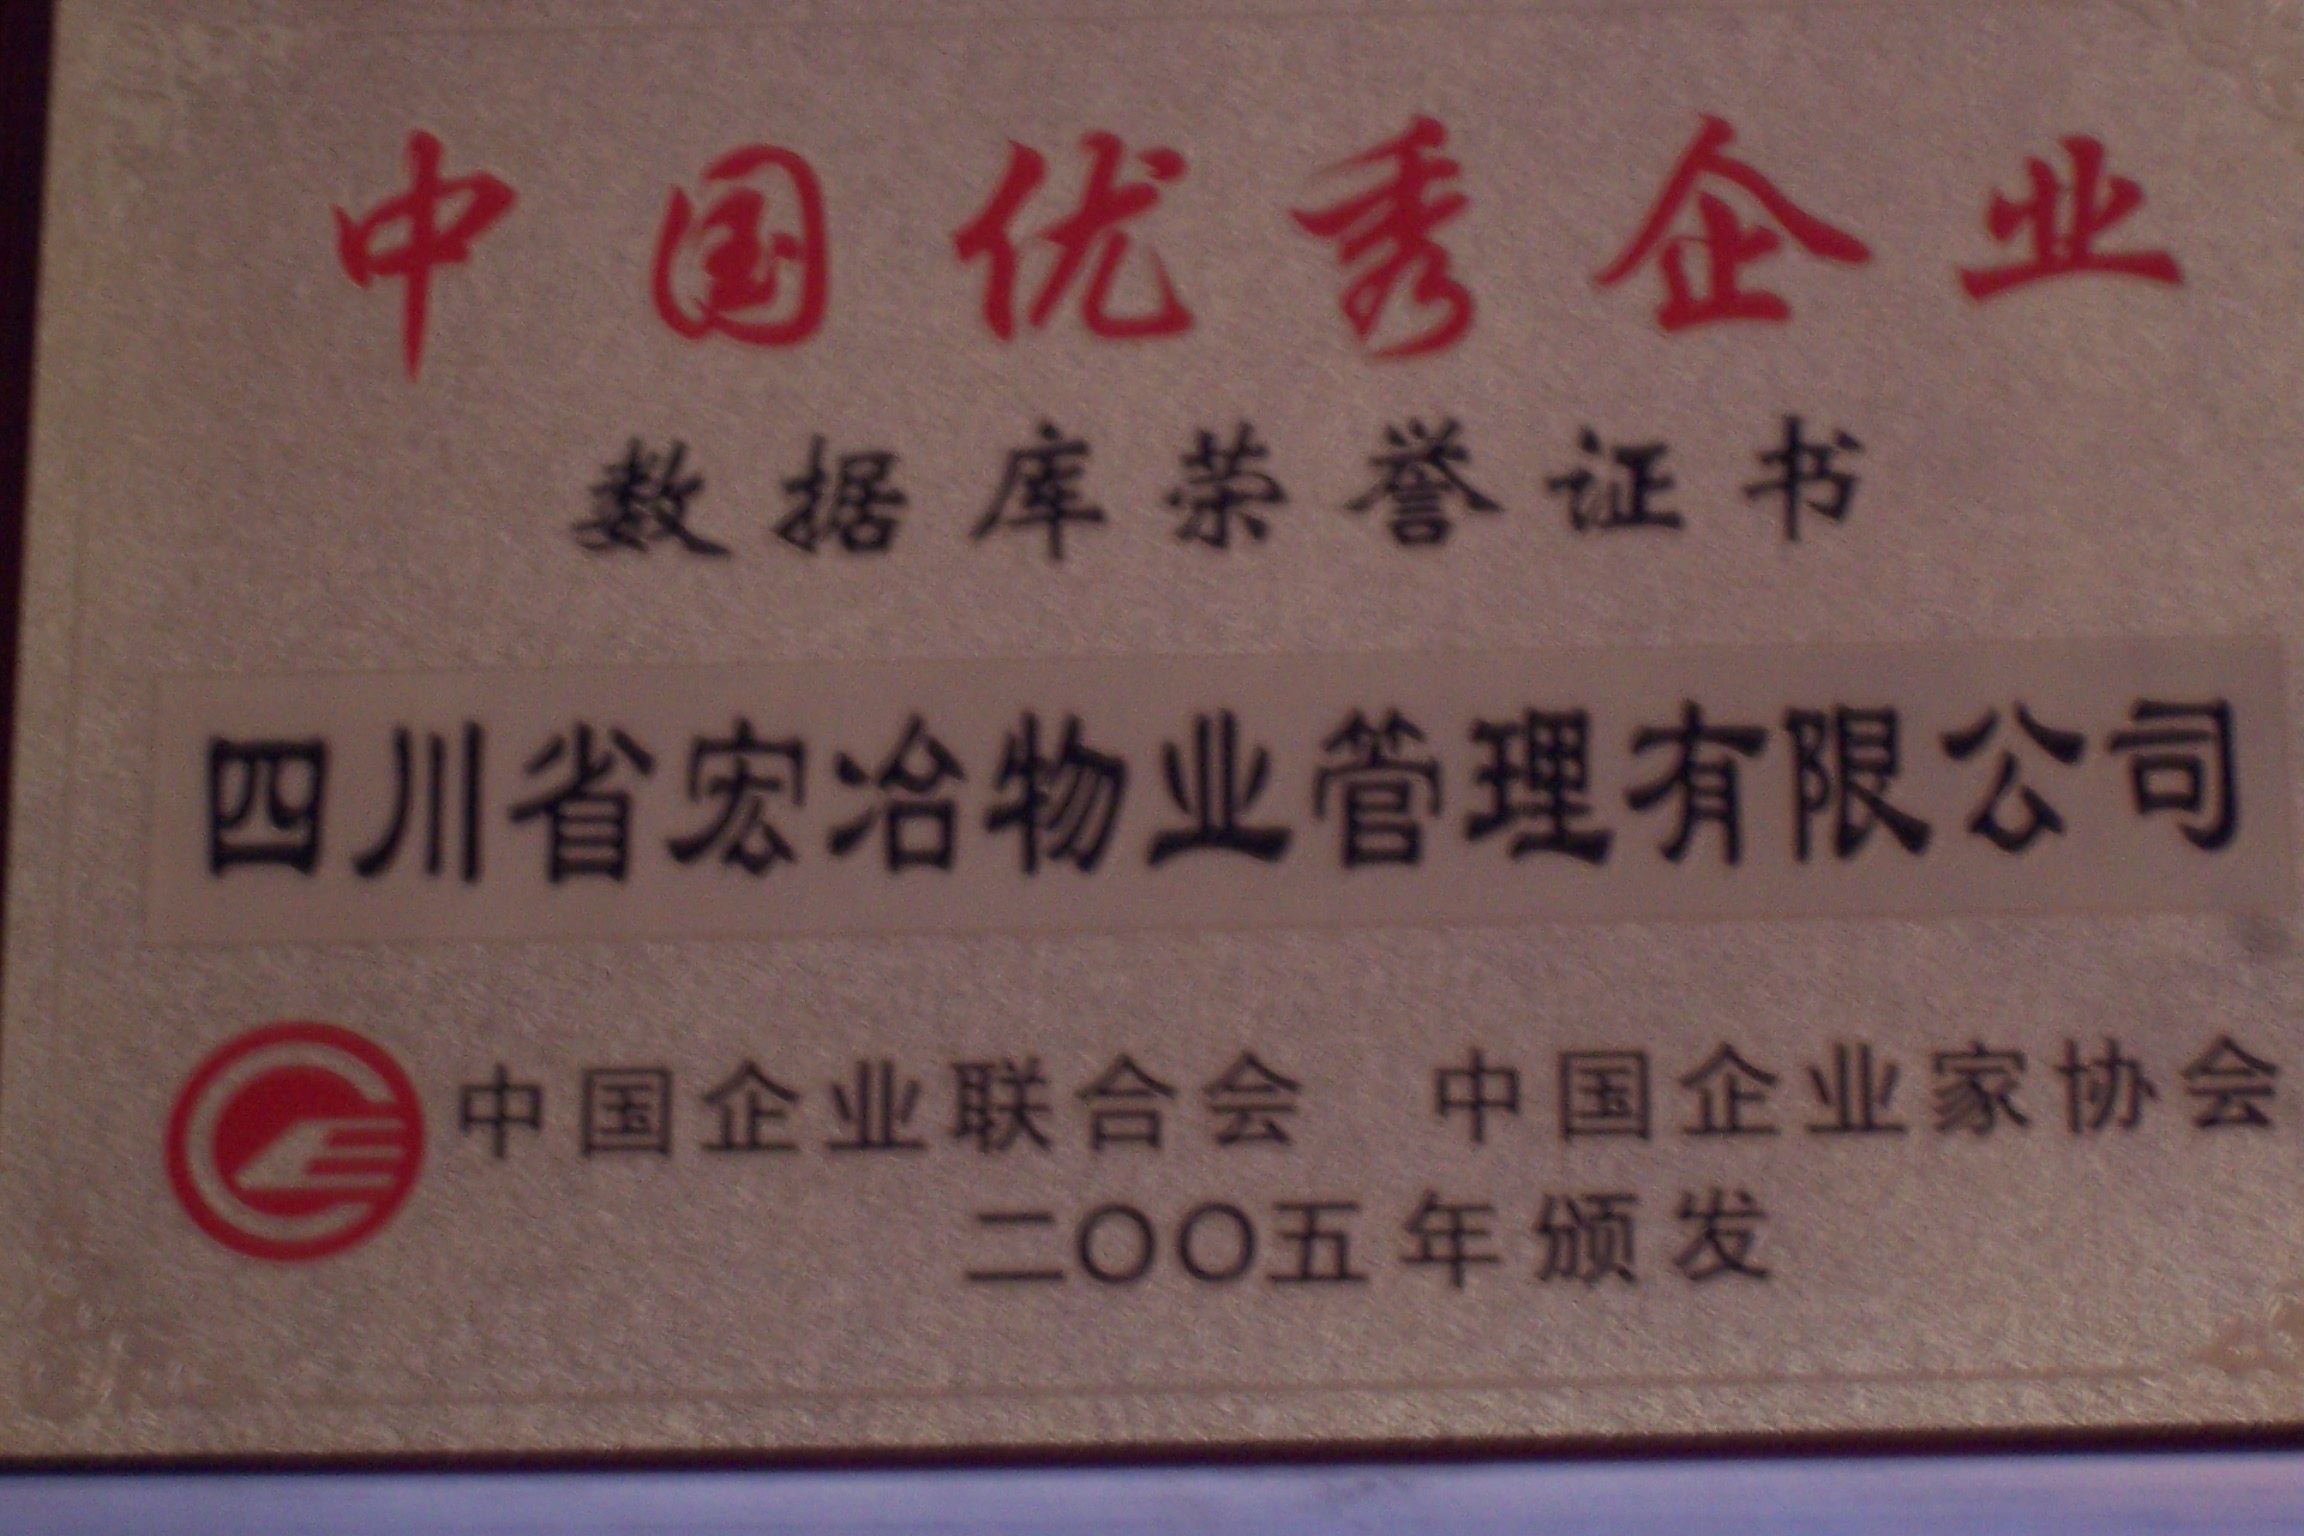 中国优秀企业
数据库荣誉证书
四川省宏冶物业管理有限公司
中国企业联合会 中国企业家协会
二〇〇五年颁发